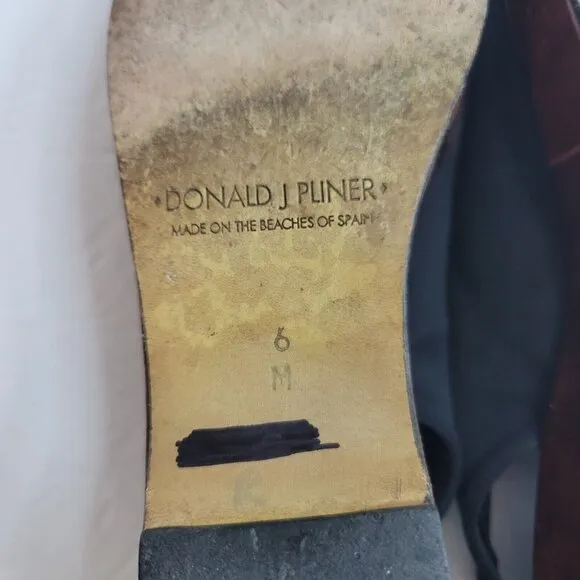 DONALD J PLINER
MADE ON THE BEACHES OF SPAIN
6
M